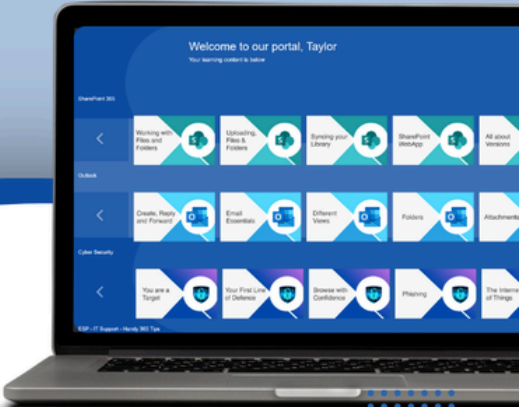 Welcome to our portal, Taylor
Your learning content is below
SharePoint 365
Working with
Files and
Folders
Uploading,
Files &
Folders
Syncing your
Library
SharePoint
WebApp
All about
Versions
Outlook
Create, Reply
and Forward
Email
Essentials
Different
Views
Folders
Attachments
Cyber Security
You are a
Target
Your First Line
of Defence
Browse with
Confidence
Phishing
The Interne
of Things
ESP - IT Support - Handy 365 Tips